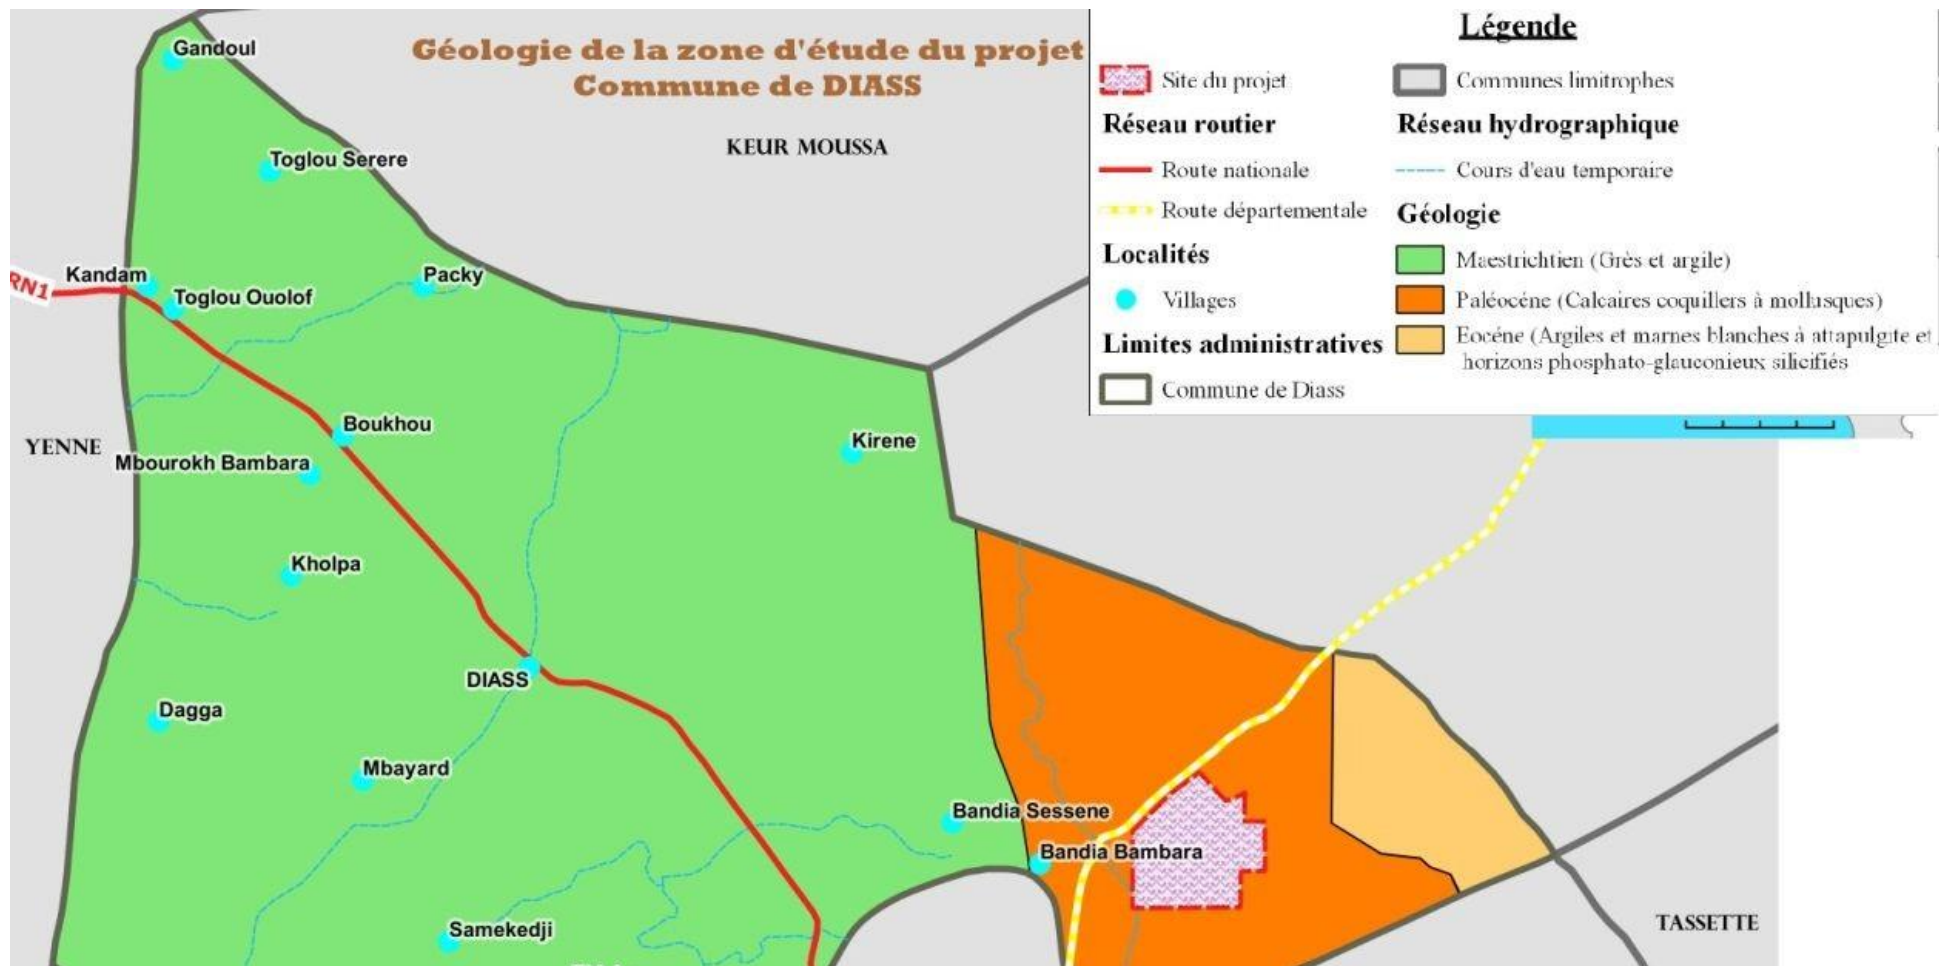 Géologie de la zone d'étude du projet
Commune de DIASS
Légende
Site du projet
Réseau routier
Route nationale
Route départementale
Localités
Villages
Limites administratives
Commune de Diass
Communes limitrophes
Réseau hydrographique
Cours d'eau temporaire
Géologie
Maestrichtien (Grès et argile)
Paléocéne (Calcaires coquillers à mollusques)
Eocéne (Argiles et marnes blanches à attapulgite et
horizons phosphato-glauconieux silicifiés
Gandoul
KEUR MOUSSA
Toglou Serere
Kandam
Packy
RN1
Toglou Ouolof
Boukhou
Kirene
YENNE
Mbourokh Bambara
Kholpa
DIASS
Dagga
Mbayard
Bandia Sessene
Bandia Bambara
Samekedji
TASSETTE